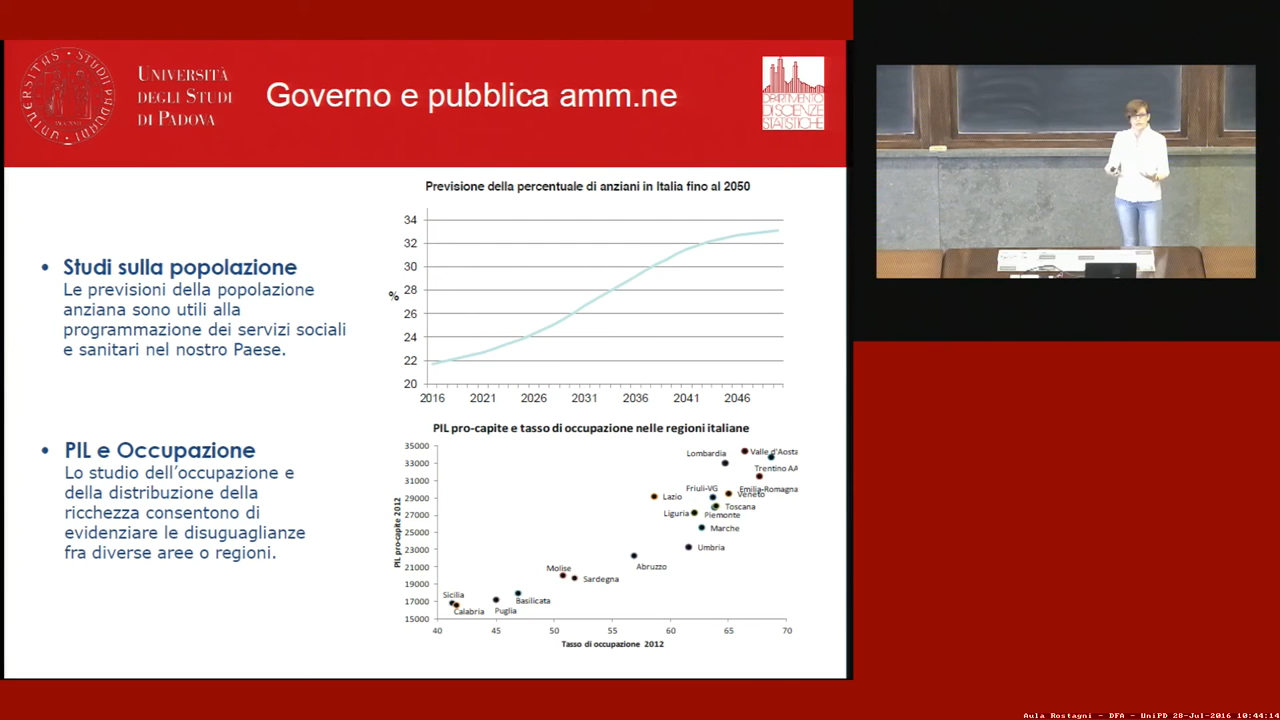 UNIVERSITÀ
DEGLI STUDI
DI PADOVA
Governo e pubblica amm.ne
DIPARTIMENTO
DI SCIENZE
STATISTICHE
• Studi sulla popolazione
Le previsioni della popolazione
anziana sono utili alla
programmazione dei servizi sociali
e sanitari nel nostro Paese.
Previsione della percentuale di anziani in Italia fino al 2050
34
32
30
%
28
26
24
22
20
2016 2021 2026 2031 2036 2041 2046
• PIL e Occupazione
Lo studio dell'occupazione e
della distribuzione della
ricchezza consentono di
evidenziare le disuguaglianze
fra diverse aree o regioni.
PIL pro-capite e tasso di occupazione nelle regioni italiane
PIL pro-capite 2012
35000
33000
31000
29000
27000
25000
23000
21000
19000
17000
15000
Lombardia
Valle d'Aosta
Trentino AA
Friuli-VG
Emilia-Romagna
Veneto
Lazio
Toscana
Liguria
Piemonte
Marche
Umbria
Abruzzo
Molise
Sardegna
Sicilia
Basilicata
Calabria
Puglia
40 45 50 55 60 65 70
Tasso di occupazione 2012
Aula Rostagni - DFA - UniPD 28-Jul-2016 10:44:14